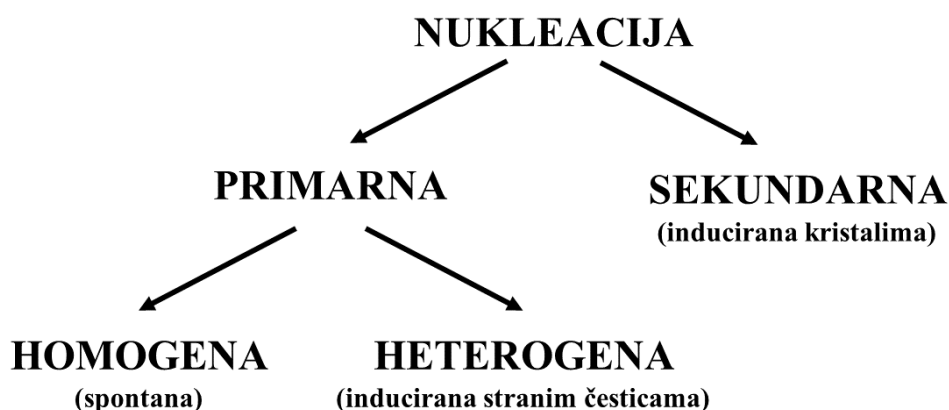 NUKLEACIJA
PRIMARNA
SEKUNDARNA
(inducirana kristalima)
HOMOGENA
(spontana)
HETEROGENA
(inducirana stranim česticama)